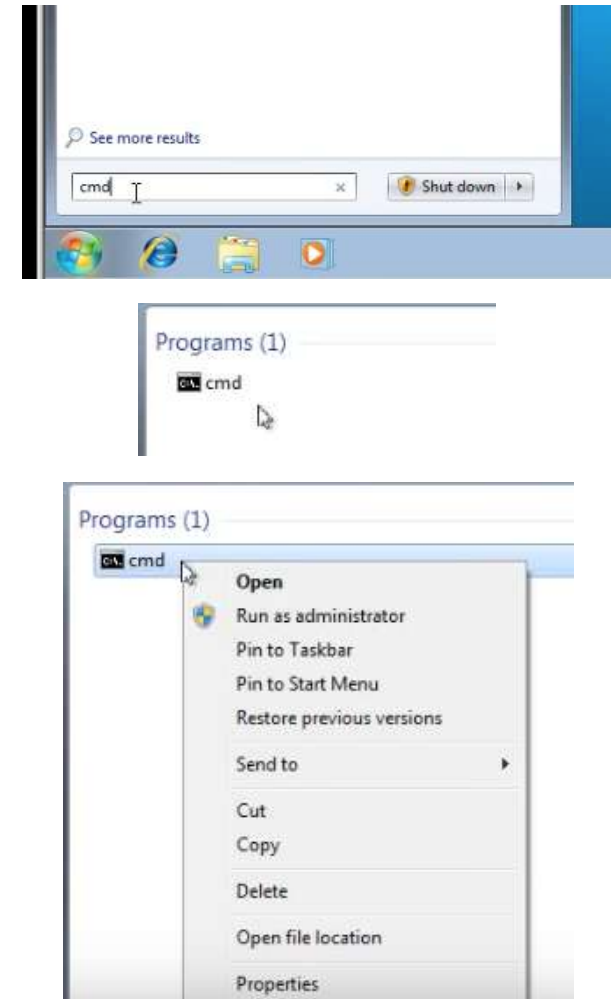 See more results
cmd
Shut down
Programs (1)
C:\. cmd
Programs (1)
C:\. cmd
Open
Run as administrator
Pin to Taskbar
Pin to Start Menu
Restore previous versions
Send to
Cut
Copy
Delete
Open file location
Properties